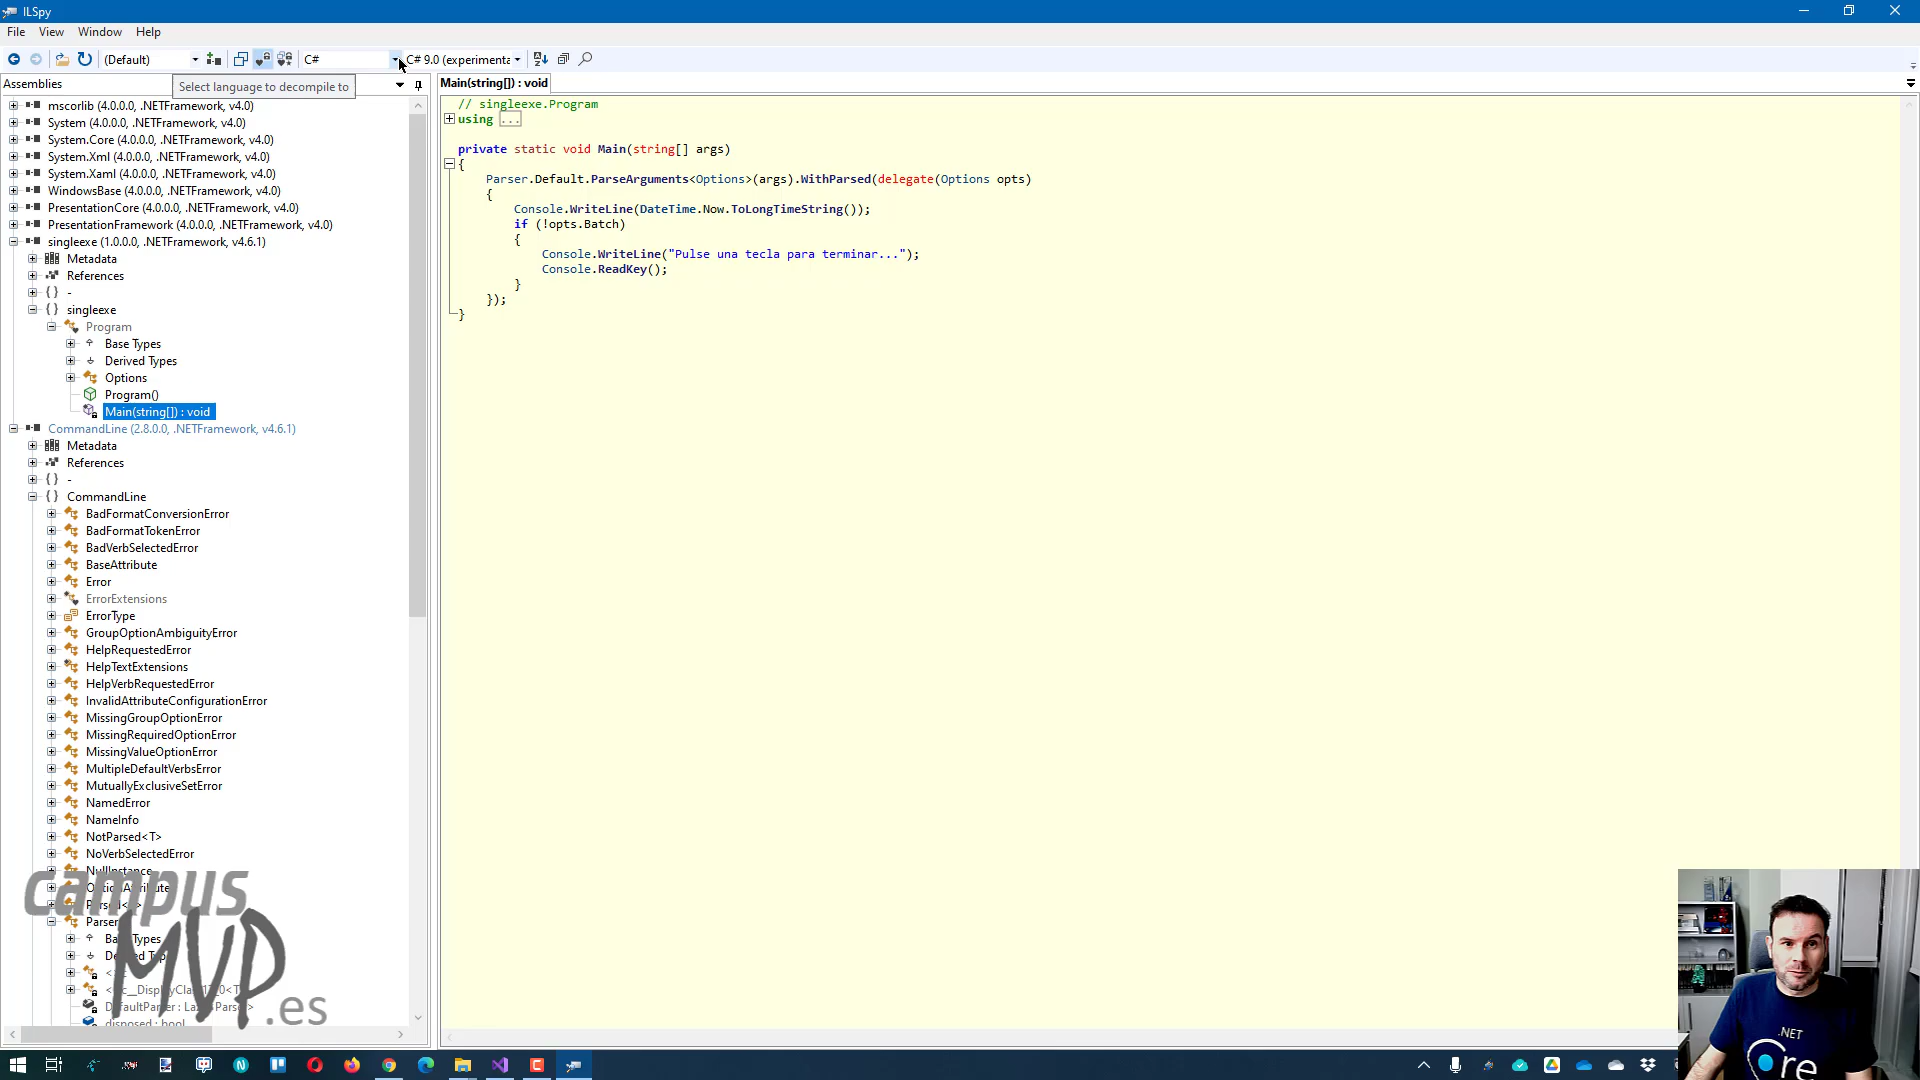 ILSpy
File View Window Help
(Default) C# C# 9.0 (experimenta
Assemblies
Select language to decompile to
Main(string[]) : void
mscorlib (4.0.0.0, .NETFramework, v4.0)
System (4.0.0.0, .NETFramework, v4.0)
System.Core (4.0.0.0, .NETFramework, v4.0)
System.Xml (4.0.0.0, .NETFramework, v4.0)
System.Xaml (4.0.0.0, .NETFramework, v4.0)
WindowsBase (4.0.0.0, .NETFramework, v4.0)
PresentationCore (4.0.0.0, .NETFramework, v4.0)
PresentationFramework (4.0.0.0, .NETFramework, v4.0)
singleexe (1.0.0.0, .NETFramework, v4.6.1)
Metadata
References
{ } -
{ } singleexe
Program
Base Types
Derived Types
Options
Program()
Main(string[]) : void
CommandLine (2.8.0.0, .NETFramework, v4.6.1)
Metadata
References
{ } -
{ } CommandLine
BadFormatConversionError
BadFormatTokenError
BadVerbSelectedError
BaseAttribute
Error
ErrorExtensions
ErrorType
GroupOptionAmbiguityError
HelpRequestedError
HelpTextExtensions
HelpVerbRequestedError
InvalidAttributeConfigurationError
MissingGroupOptionError
MissingRequiredOptionError
MissingValueOptionError
MultipleDefaultVerbsError
MutuallyExclusiveSetError
NamedError
NameInfo
NotParsed<T>
NoVerbSelectedError
NullInstance
OptionAttribute
Parser
Base Types
disposed : bool
// singleexe.Program
using ...
private static void Main(string[] args)
{
Parser.Default.ParseArguments<Options>(args).WithParsed(delegate(Options opts)
{
Console.WriteLine(DateTime.Now.ToLongTimeString());
if (!opts.Batch)
{
Console.WriteLine("Pulse una tecla para terminar...");
Console.ReadKey();
}
});
}
campus
MVP.es
.NET